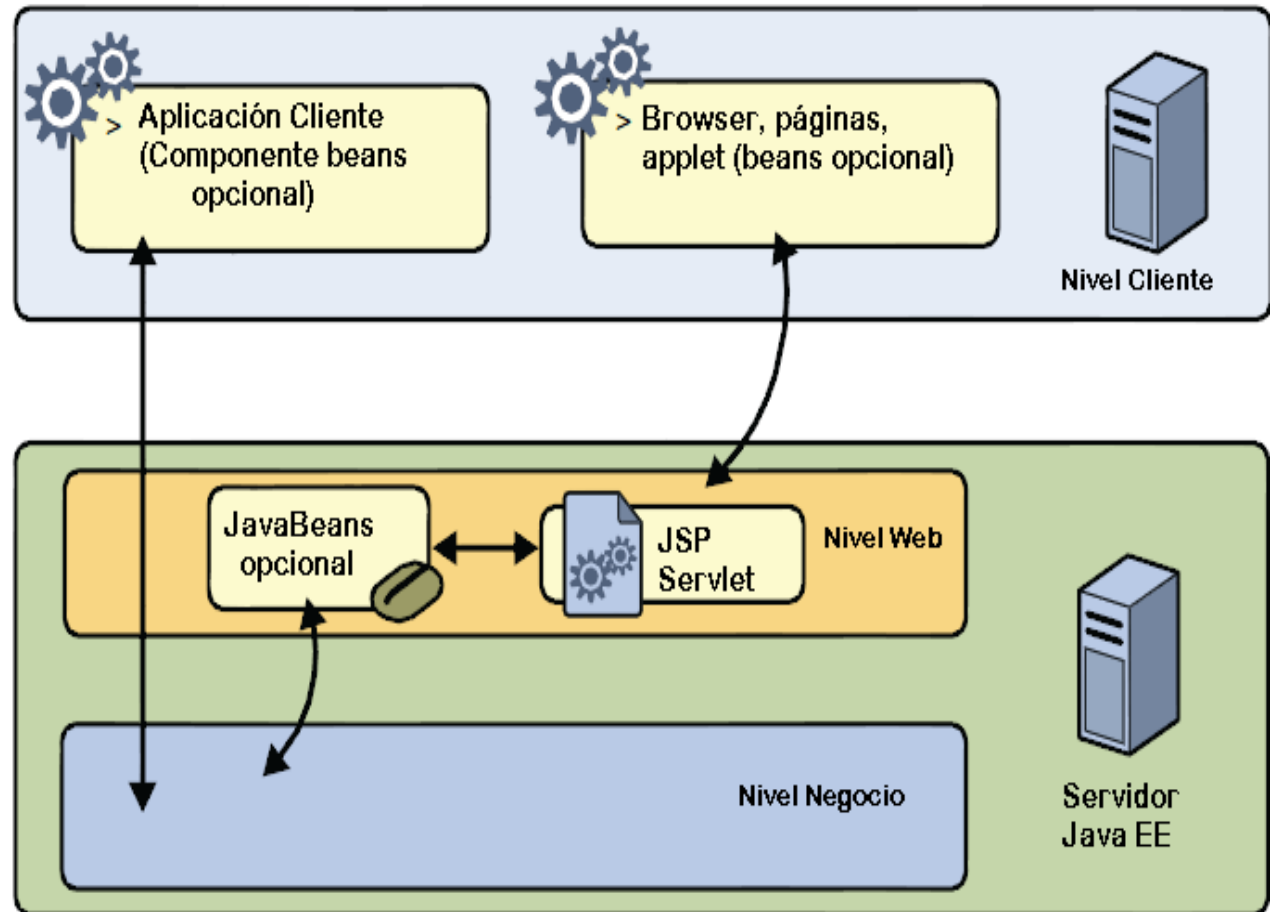 > Aplicación Cliente
(Componente beans
opcional)
> Browser, páginas,
applet (beans opcional)
Nivel Cliente
JavaBeans
opcional
JSP
Servlet
Nivel Web
Nivel Negocio
Servidor
Java EE